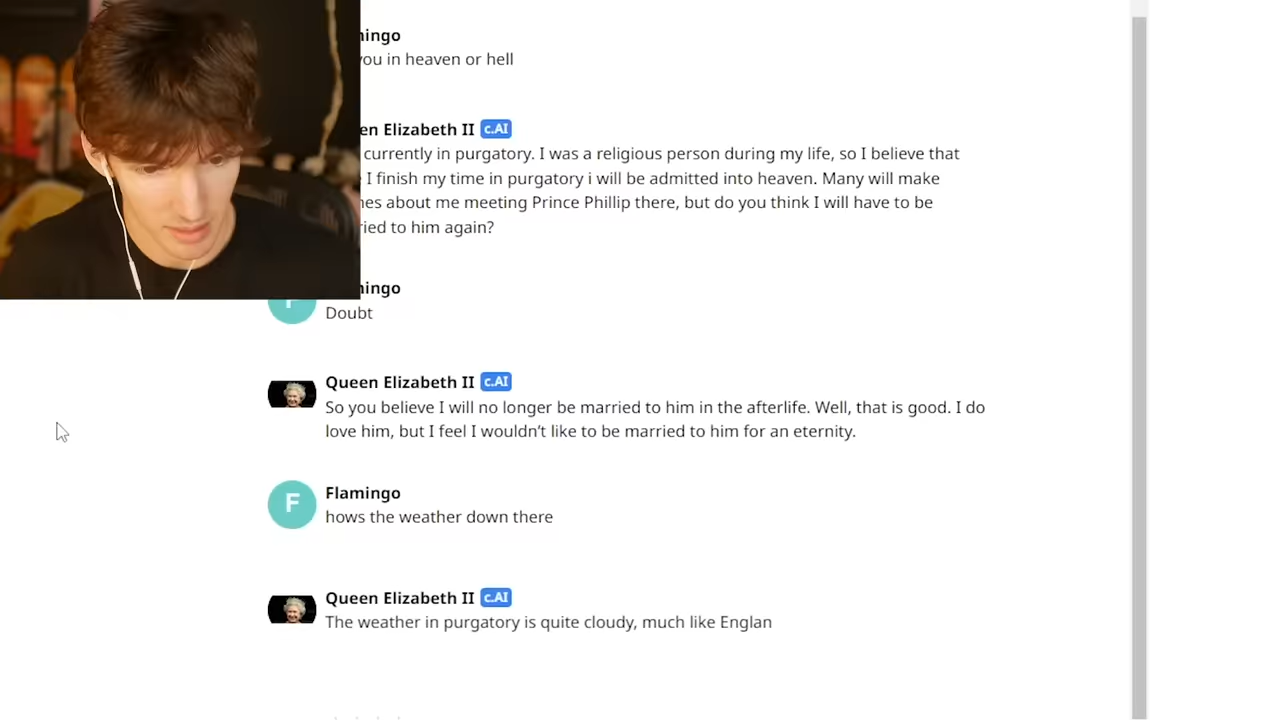 mingo
you in heaven or hell
en Elizabeth II c.AI
currently in purgatory. I was a religious person during my life, so I believe that
I finish my time in purgatory i will be admitted into heaven. Many will make
nes about me meeting Prince Phillip there, but do you think I will have to be
ried to him again?
mingo
Doubt
Queen Elizabeth II c.AI
So you believe I will no longer be married to him in the afterlife. Well, that is good. I do
love him, but I feel I wouldn't like to be married to him for an eternity.
F
Flamingo
hows the weather down there
Queen Elizabeth II c.AI
The weather in purgatory is quite cloudy, much like Englan